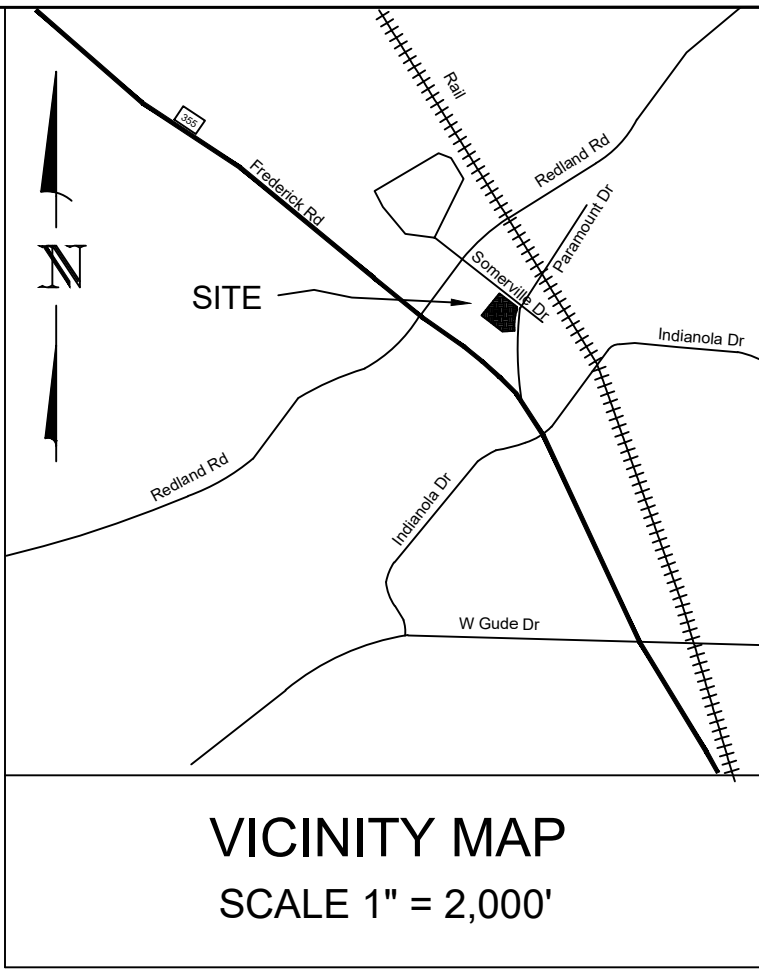 Rail
355
Redland Rd
Frederick Rd
Paramount Dr
N
Somerville Dr
SITE
Indianola Dr
Redland Rd
Indianola Dr
W Gude Dr
VICINITY MAP
SCALE 1" = 2,000'